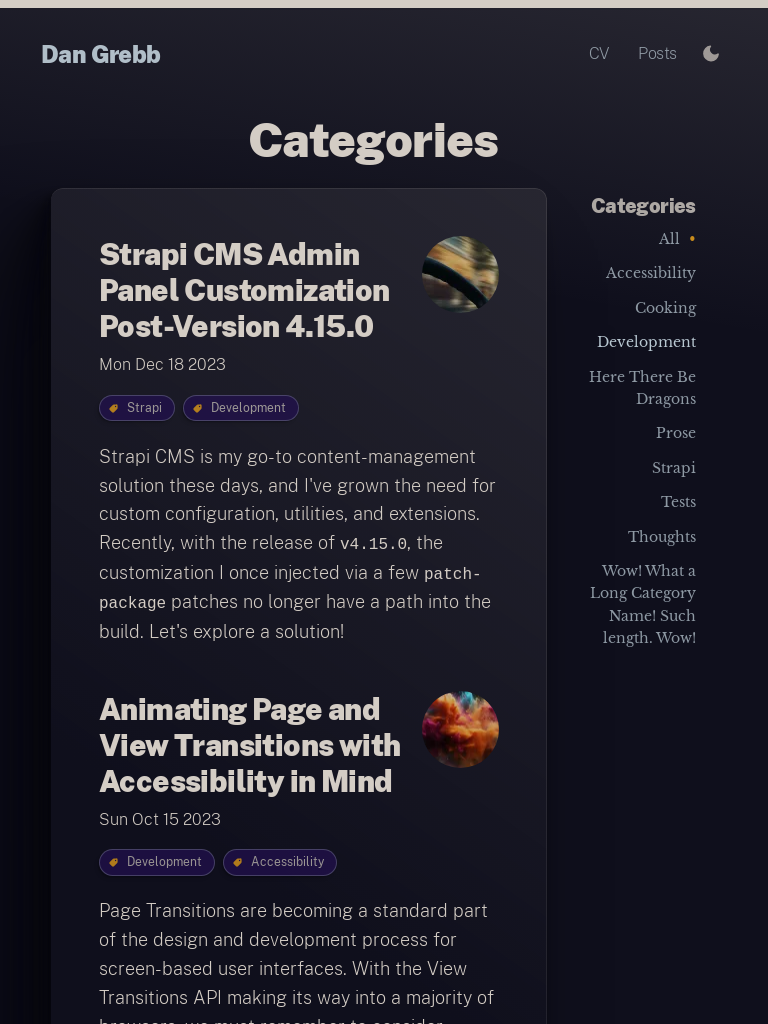 Dan Grebb
CV
Posts
Categories
Strapi CMS Admin
Panel Customization
Post-Version 4.15.0
Mon Dec 18 2023
Strapi
Development
Strapi CMS is my go-to content-management
solution these days, and I've grown the need for
custom configuration, utilities, and extensions.
Recently, with the release of v4.15.0, the
customization I once injected via a few patch-
package patches no longer have a path into the
build. Let's explore a solution!
Animating Page and
View Transitions with
Accessibility in Mind
Sun Oct 15 2023
Development
Accessibility
Page Transitions are becoming a standard part
of the design and development process for
screen-based user interfaces. With the View
Transitions API making its way into a majority of
browsers, we must remember to consider
Categories
All •
Accessibility
Cooking
Development
Here There Be
Dragons
Prose
Strapi
Tests
Thoughts
Wow! What a
Long Category
Name! Such
length. Wow!